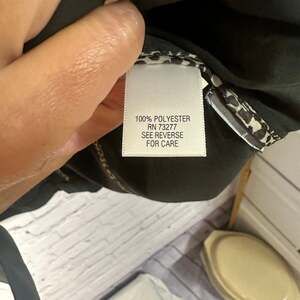 100% POLYESTER
RN 73277
SEE REVERSE
FOR CARE